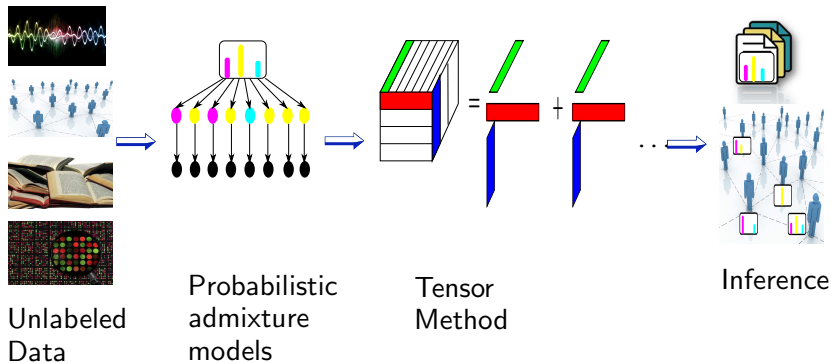 =
+
. . .
Unlabeled
Data
Probabilistic
admixture
models
Tensor
Method
Inference